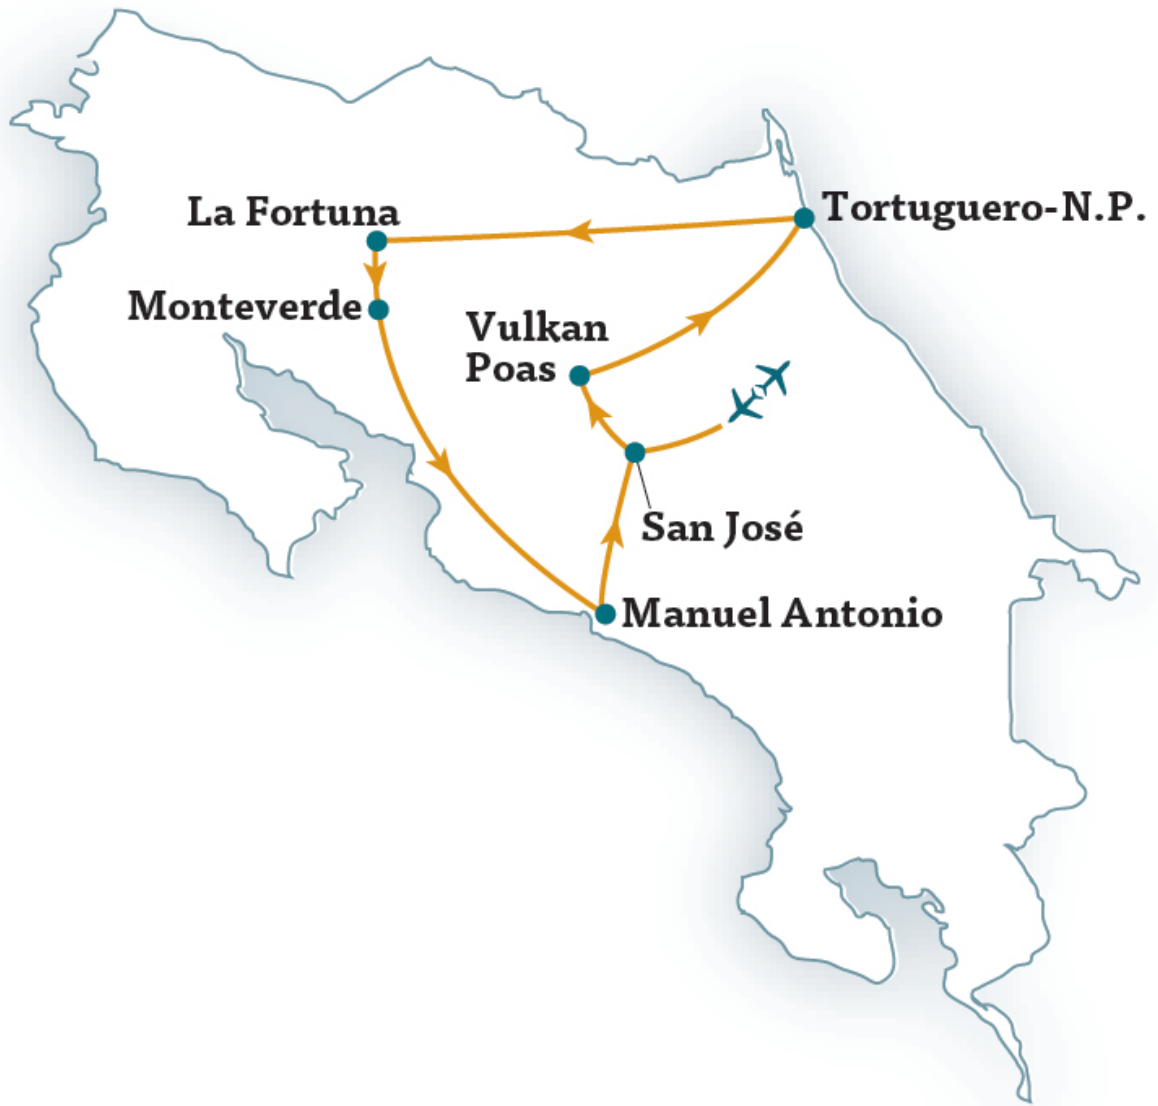 La Fortuna
Tortuguero-N.P.
Monteverde
Vulkan
Poas
San José
Manuel Antonio